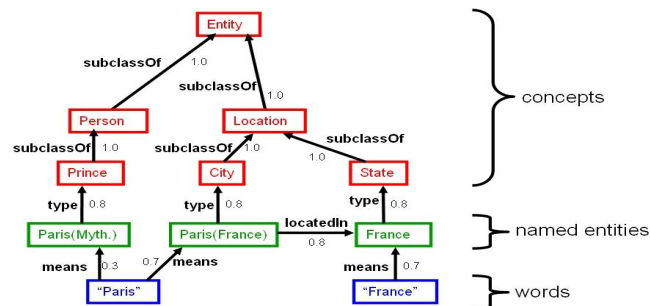 Entity
subclassOf 1.0
subclassOf 1.0
concepts
Person
Location
subclassOf 1.0
subclassOf 1.0
subclassOf 1.0
Prince
City
State
type 0.8
type 0.8
type 0.8
Paris(Myth.)
Paris(France)
locatedIn
0.8
France
named entities
means 0.3
0.7 means
means 0.7
"Paris"
"France"
words